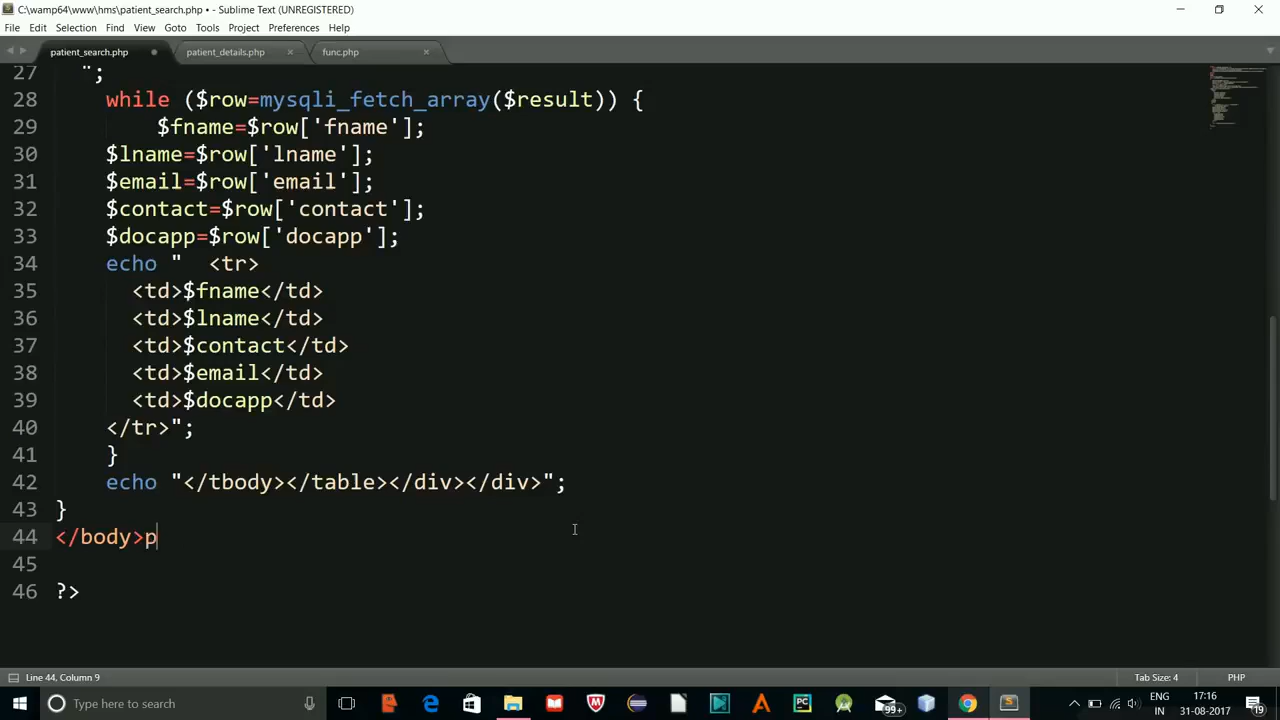 C:\wamp64\www\hms\patient_search.php • - Sublime Text (UNREGISTERED)
File Edit Selection Find View Goto Tools Project Preferences Help
patient_search.php patient_details.php func.php
27 ";
28 while ($row=mysqli_fetch_array($result)) {
29 $fname=$row['fname'];
30 $lname=$row['lname'];
31 $email=$row['email'];
32 $contact=$row['contact'];
33 $docapp=$row['docapp'];
34 echo " <tr>
35 <td>$fname</td>
36 <td>$lname</td>
37 <td>$contact</td>
38 <td>$email</td>
39 <td>$docapp</td>
40 </tr>";
41 }
42 echo "</tbody></table></div></div>";
43 }
44 </body>p
45
46 ?>
Line 44, Column 9 Tab Size: 4 PHP
Type here to search PC 99+ ENG 17:16
IN 31-08-2017 19